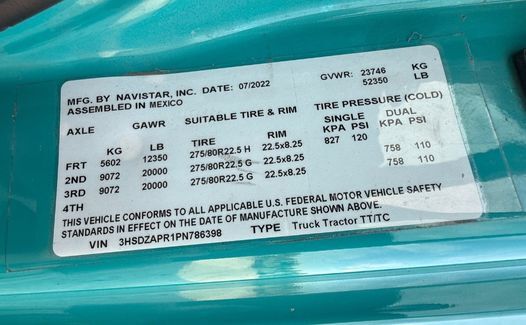 MFG. BY NAVISTAR, INC. DATE: 07/2022 GVWR: 23746 KG
ASSEMBLED IN MEXICO 52350 LB
AXLE GAWR SUITABLE TIRE & RIM TIRE PRESSURE (COLD)
SINGLE DUAL
KG LB TIRE RIM KPA PSI KPA PSI
FRT 5602 12350 275/80R22.5 H 22.5x8.25 827 120
2ND 9072 20000 275/80R22.5 G 22.5x8.25 758 110
3RD 9072 20000 275/80R22.5 G 22.5x8.25 758 110
4TH
THIS VEHICLE CONFORMS TO ALL APPLICABLE U.S. FEDERAL MOTOR VEHICLE SAFETY
STANDARDS IN EFFECT ON THE DATE OF MANUFACTURE SHOWN ABOVE.
VIN 3HSDZAPR1PN786398 TYPE Truck Tractor TT/TC